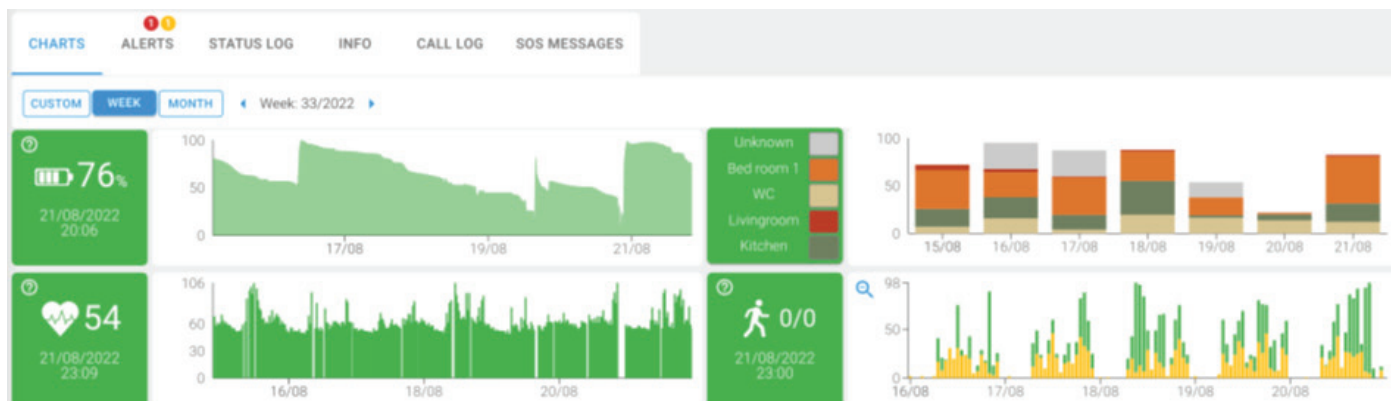 1 1
CHARTS ALERTS STATUS LOG INFO CALL LOG SOS MESSAGES
CUSTOM WEEK MONTH Week: 33/2022
76%
21/08/2022
20:06
100
50
0
17/08 19/08 21/08
Unknown
Bed room 1
WC
Livingroom
Kitchen
100
50
0
15/08 16/08 17/08 18/08 19/08 20/08 21/08
54
21/08/2022
23:09
106
60
30
0
16/08 18/08 20/08
0/0
21/08/2022
23:00
98
50
0
16/08 17/08 18/08 19/08 20/08